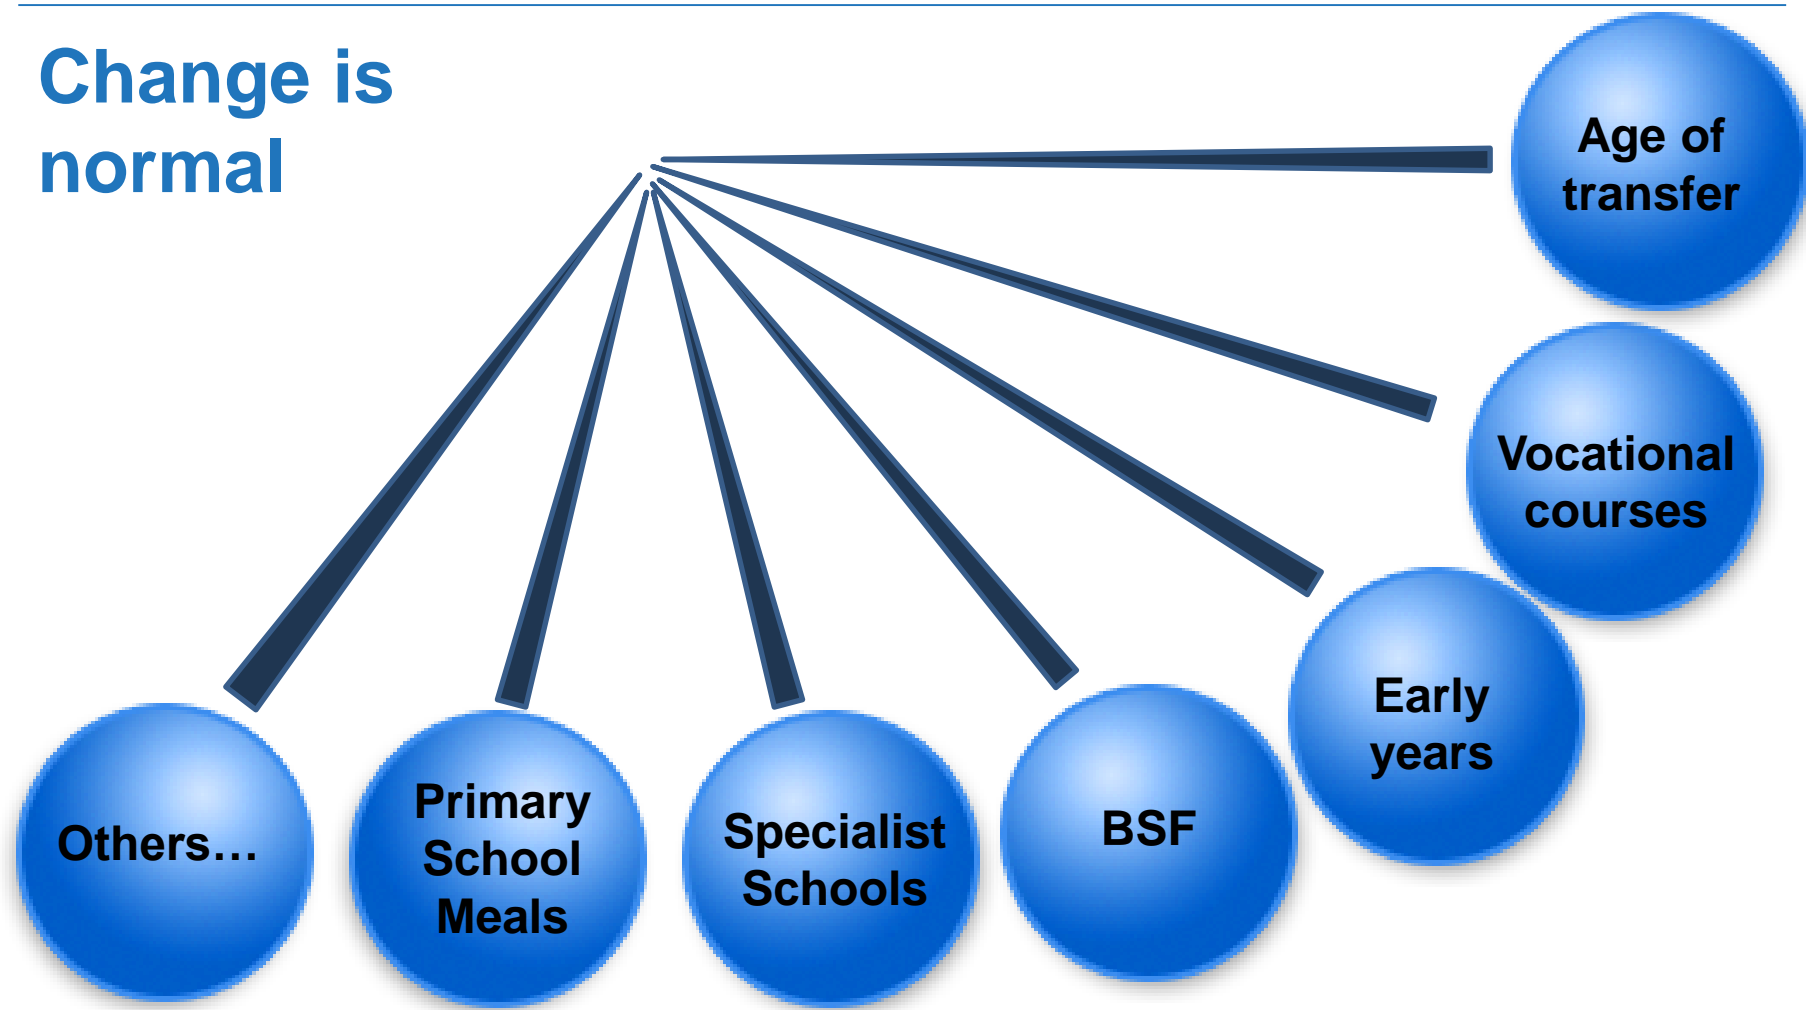 Change is
normal
Age of
transfer
Vocational
courses
Early
years
BSF
Specialist
Schools
Primary
School
Meals
Others…